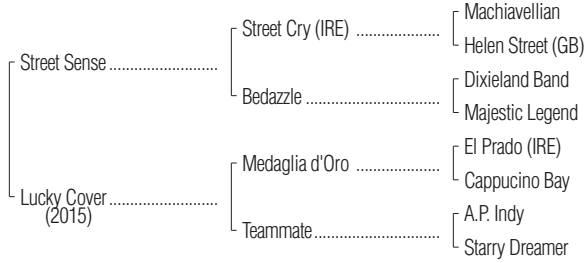 Machiavellian
Street Cry (IRE) ....................
Helen Street (GB)
Street Sense ..........................
Dixieland Band
Bedazzle ................................
Majestic Legend
El Prado (IRE)
Medaglia d'Oro ....................
Cappucino Bay
Lucky Cover ..........................
(2015)
A.P. Indy
Teammate ..............................
Starry Dreamer